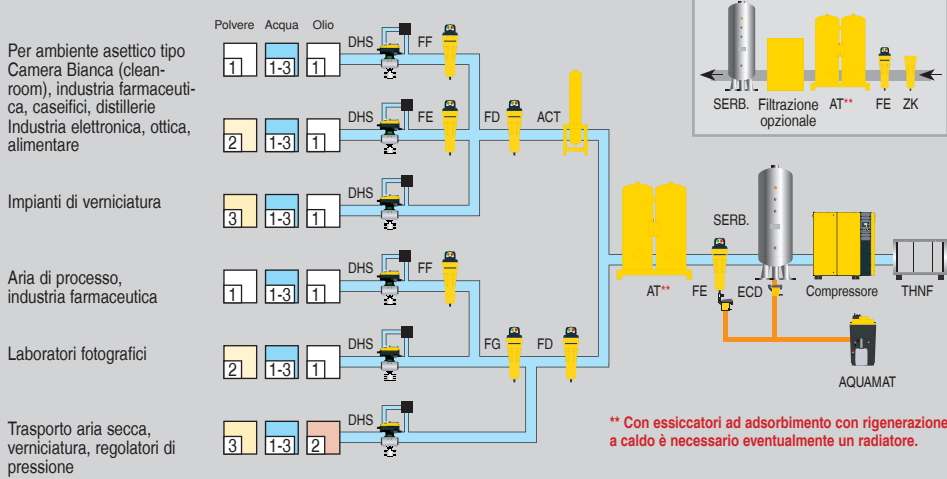 Polvere Acqua Olio
Per ambiente asettico tipo
Camera Bianca (clean-
room), industria farmaceuti-
ca, caseifici, distillerie
Industria elettronica, ottica,
alimentare
1 1-3 1 DHS FF
2 1-3 1 DHS FE FD ACT
Impianti di verniciatura
3 1-3 1 DHS
Aria di processo,
industria farmaceutica
1 1-3 1 DHS FF
Laboratori fotografici
2 1-3 1 DHS FG FD
Trasporto aria secca,
verniciatura, regolatori di
pressione
3 1-3 2 DHS
SERB. Filtrazione
opzionale
AT** FE ZK
SERB.
AT** FE ECD Compressore THNF
AQUAMAT
** Con essiccatori ad adsorbimento con rigenerazione
a caldo è necessario eventualmente un radiatore.